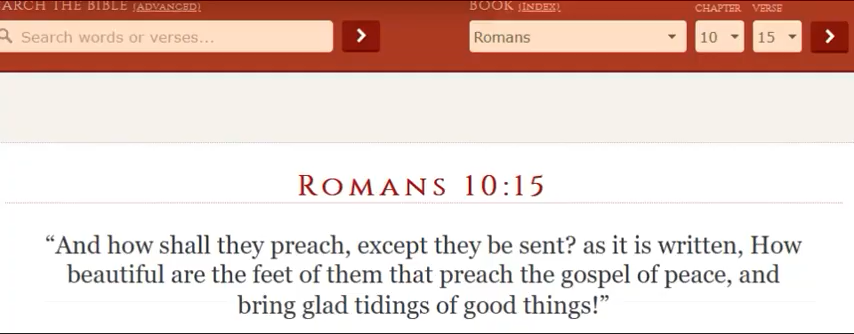 ARCH THE BIBLE (ADVANCED)
BOOK (INDEX)
CHAPTER VERSE
Search words or verses...
Romans
10
15
ROMANS 10:15
“And how shall they preach, except they be sent? as it is written, How
beautiful are the feet of them that preach the gospel of peace, and
bring glad tidings of good things!”